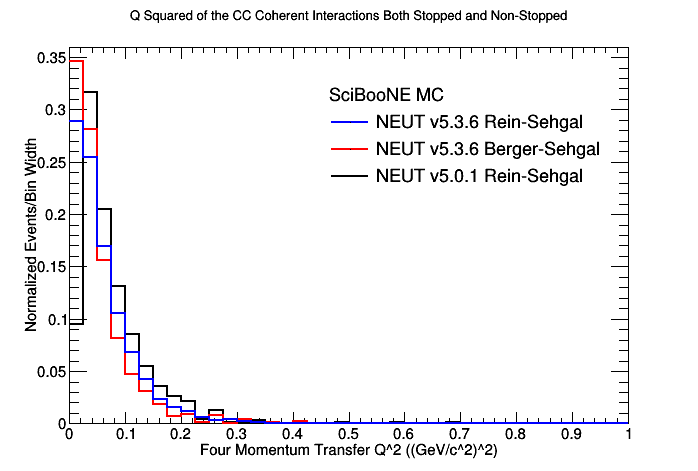 Q Squared of the CC Coherent Interactions Both Stopped and Non-Stopped
Normalized Events/Bin Width
0.35
0.3
0.25
0.2
0.15
0.1
0.05
0
SciBooNE MC
NEUT v5.3.6 Rein-Sehgal
NEUT v5.3.6 Berger-Sehgal
NEUT v5.0.1 Rein-Sehgal
0 0.1 0.2 0.3 0.4 0.5 0.6 0.7 0.8 0.9 1
Four Momentum Transfer Q^2 ((GeV/c^2)^2)